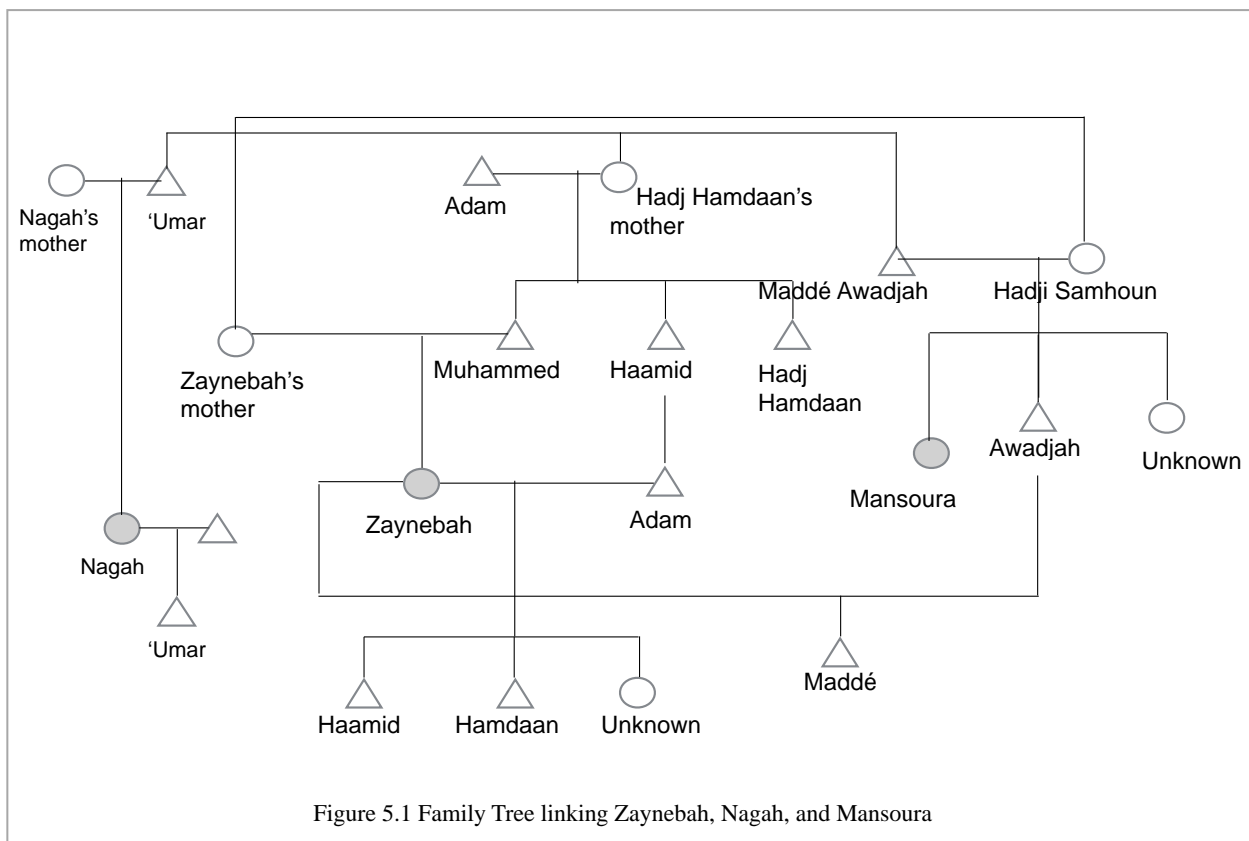 Nagah's
mother
‘Umar
Adam
Hadj Hamdaan's
mother
Maddé Awadjah
Hadji Samhoun
Zaynebah's
mother
Muhammed
Haamid
Hadj
Hamdaan
Mansoura
Awadjah
Unknown
Zaynebah
Adam
Nagah
‘Umar
Maddé
Haamid
Hamdaan
Unknown
Figure 5.1 Family Tree linking Zaynebah, Nagah, and Mansoura